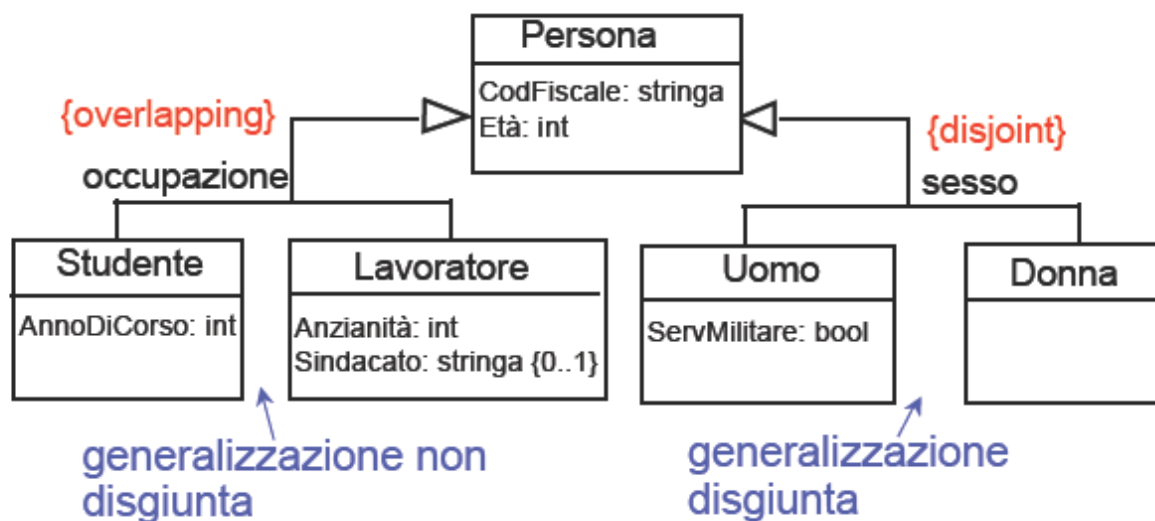 Persona
CodFiscale: stringa
Età: int
{overlapping}
{disjoint}
occupazione
sesso
Studente
AnnoDiCorso: int
Lavoratore
Anzianità: int
Sindacato: stringa {0..1}
Uomo
ServMilitare: bool
Donna
generalizzazione non
disgiunta
generalizzazione
disgiunta